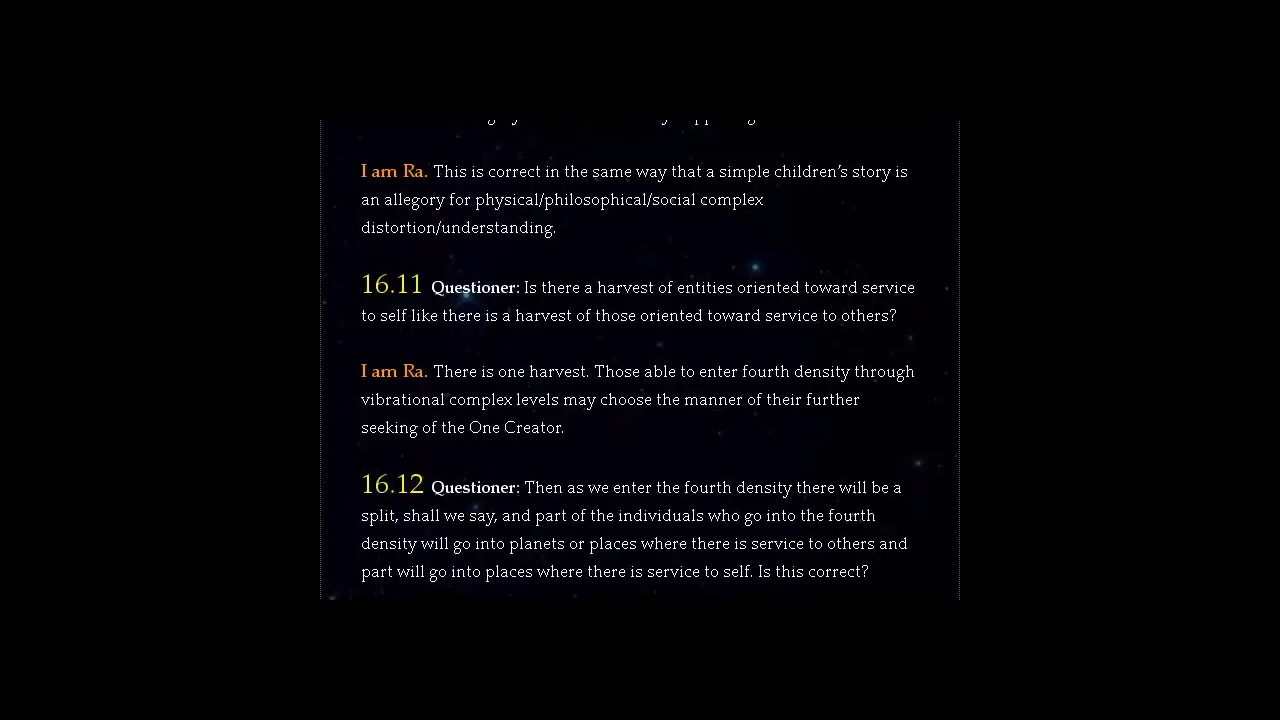 I am Ra. This is correct in the same way that a simple children’s story is
an allegory for physical/philosophical/social complex
distortion/understanding.
16.11 Questioner: Is there a harvest of entities oriented toward service
to self like there is a harvest of those oriented toward service to others?
I am Ra. There is one harvest. Those able to enter fourth density through
vibrational complex levels may choose the manner of their further
seeking of the One Creator.
16.12 Questioner: Then as we enter the fourth density there will be a
split, shall we say, and part of the individuals who go into the fourth
density will go into planets or places where there is service to others and
part will go into places where there is service to self. Is this correct?